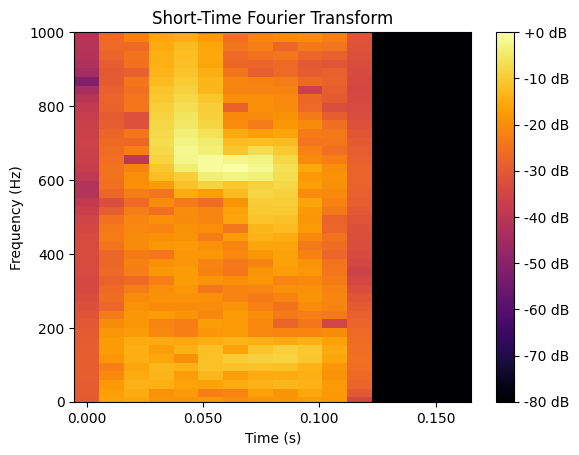 Short-Time Fourier Transform
1000
800
600
400
200
0
Frequency (Hz)
0.000
0.050
0.100
0.150
Time (s)
+0 dB
-10 dB
-20 dB
-30 dB
-40 dB
-50 dB
-60 dB
-70 dB
-80 dB